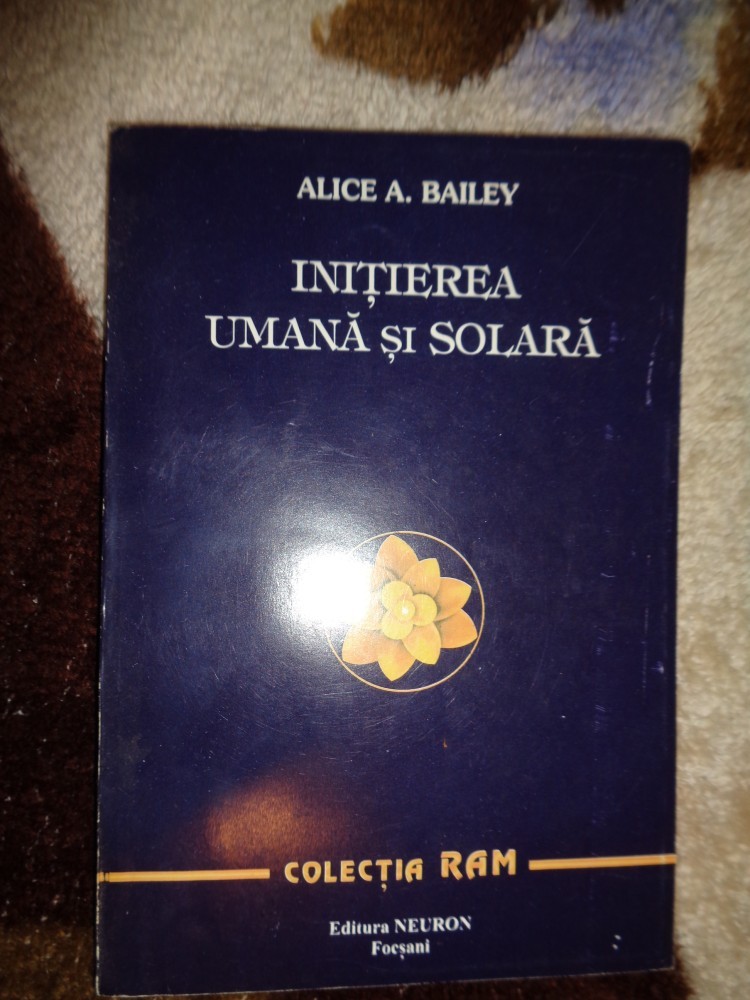 ALICE A. BAILEY
INIȚIEREA
UMANĂ ȘI SOLARĂ
COLECȚIA RAM
Editura NEURON
Focșani